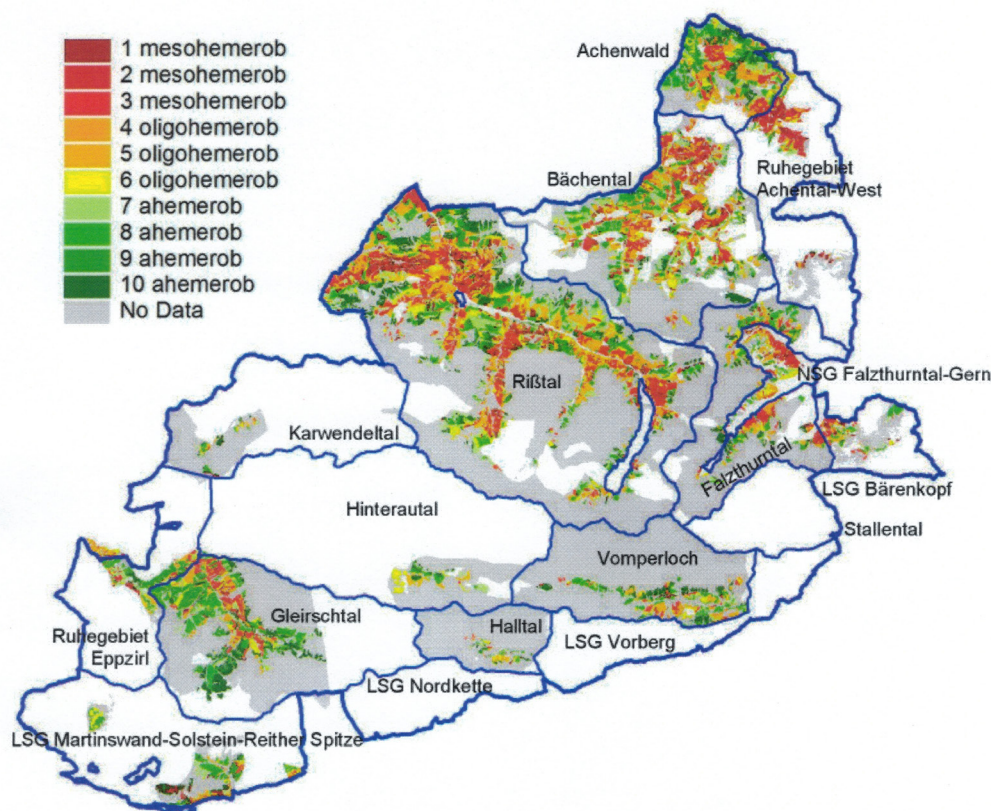 1 mesohemerob
2 mesohemerob
3 mesohemerob
4 oligohemerob
5 oligohemerob
6 oligohemerob
7 ahemerob
8 ahemerob
9 ahemerob
10 ahemerob
No Data
Achenwald
Bächental
Ruhegebiet
Achental-West
Rißtal
NSG Falzthurntal-Gern
Karwendeltal
Falzthurntal
LSG Bärenkopf
Hinterautal
Stallental
Vomperloch
Gleirschtal
Halltal
Ruhegebiet
Eppzirl
LSG Vorberg
LSG Nordkette
LSG Martinswand-Solstein-Reither Spitze